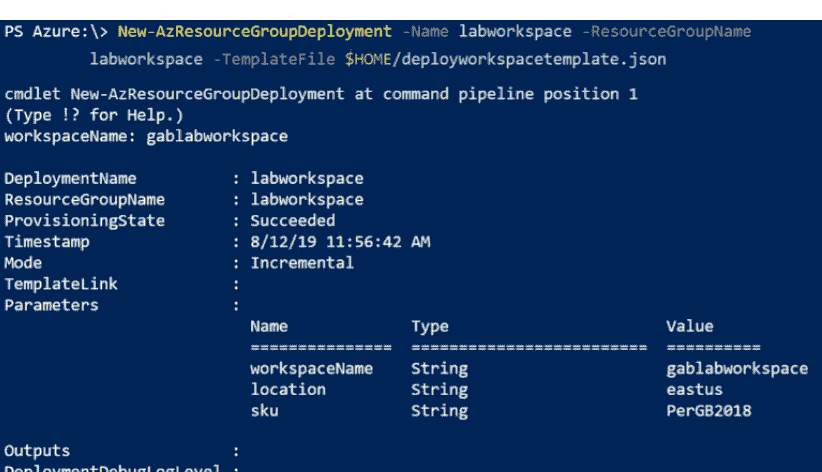 PS Azure:\> New-AzResourceGroupDeployment -Name labworkspace -ResourceGroupName
labworkspace -TemplateFile $HOME/deployworkspacetemplate.json
cmdlet New-AzResourceGroupDeployment at command pipeline position 1
(Type !? for Help.)
workspaceName: gablabworkspace
DeploymentName : labworkspace
ResourceGroupName : labworkspace
ProvisioningState : Succeeded
Timestamp : 8/12/19 11:56:42 AM
Mode : Incremental
TemplateLink :
Parameters :
Name Type Value
=============== ========================= ==========
workspaceName String gablabworkspace
location String eastus
sku String PerGB2018
Outputs :
DeploymentDebugLogLevel :